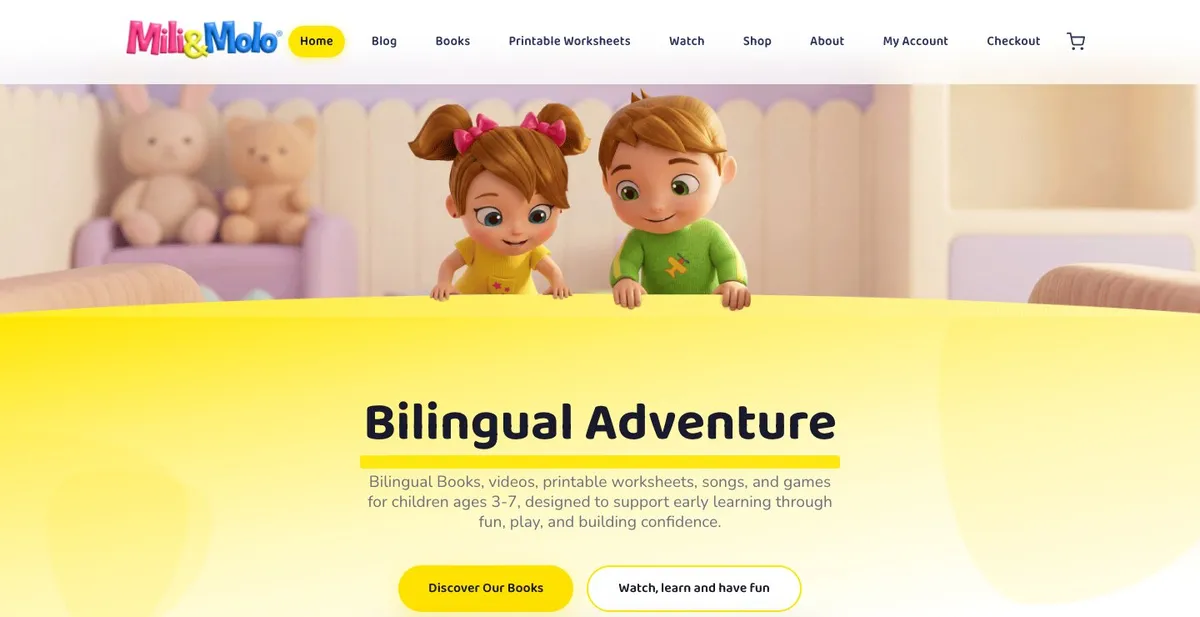 Mili&Molo®
Home
Blog
Books
Printable Worksheets
Watch
Shop
About
My Account
Checkout
Bilingual Adventure
Bilingual Books, videos, printable worksheets, songs, and games
for children ages 3-7, designed to support early learning through
fun, play, and building confidence.
Discover Our Books
Watch, learn and have fun